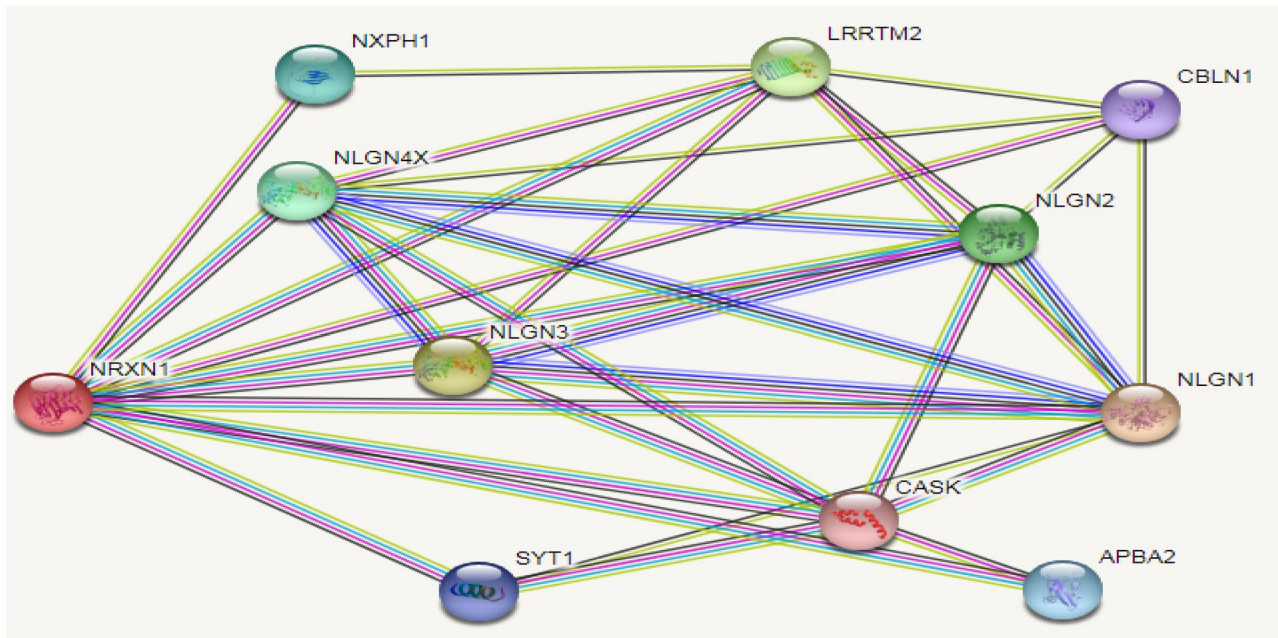 LRRTM2
NXPH1
CBLN1
NLGN4X
NLGN2
NLGN3
NRXN1
NLGN1
CASK
SYT1
APBA2